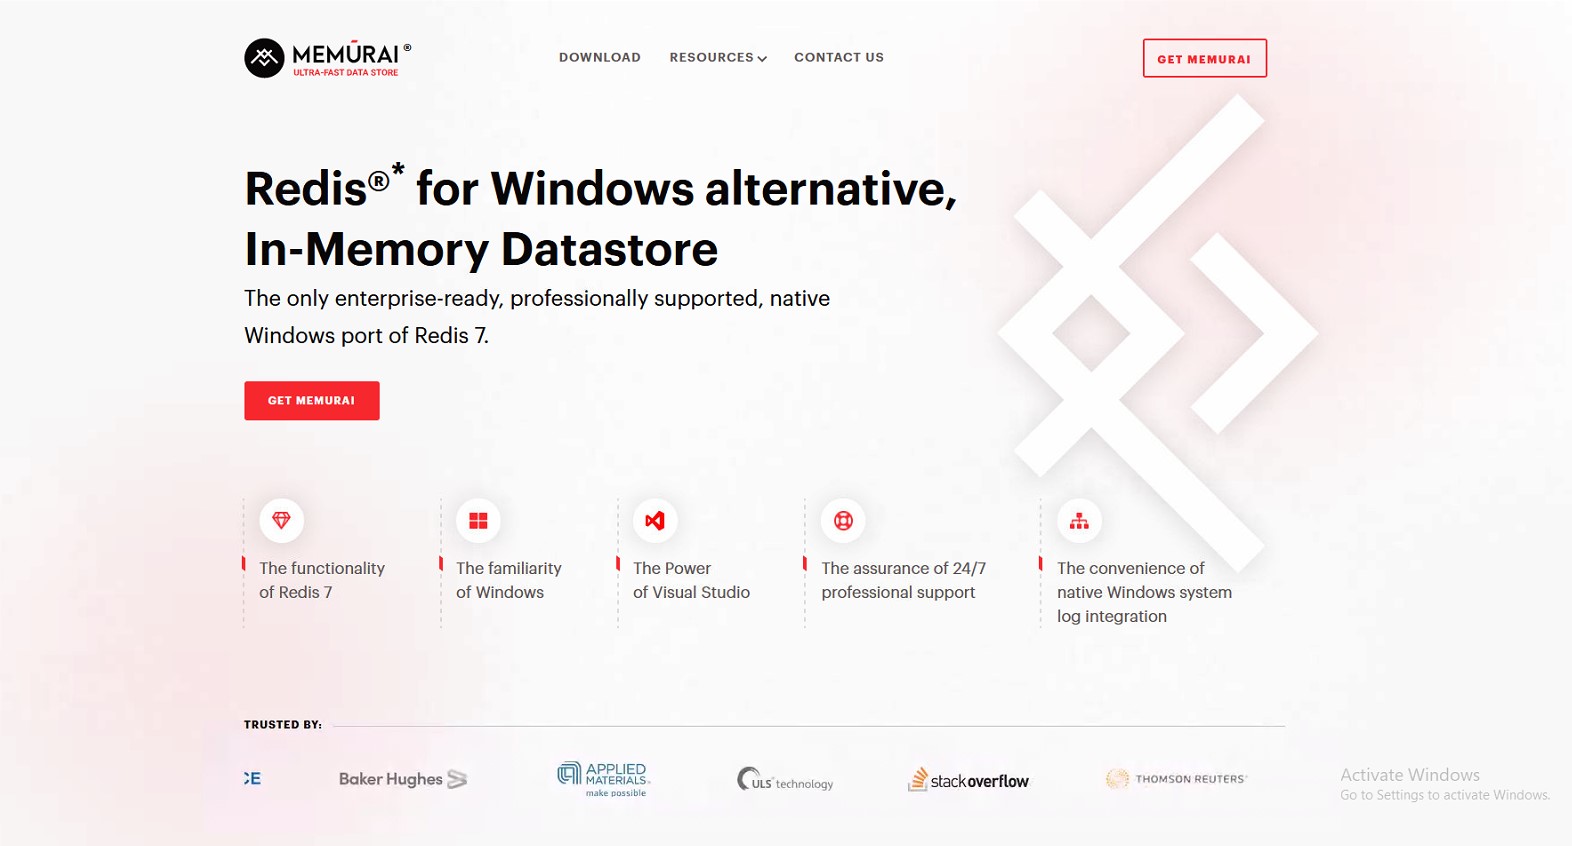 MEMŪRAI®
ULTRA-FAST DATA STORE
DOWNLOAD
RESOURCES
CONTACT US
GET MEMURAI
Redis®* for Windows alternative,
In-Memory Datastore
The only enterprise-ready, professionally supported, native
Windows port of Redis 7.
GET MEMURAI
The functionality
of Redis 7
The familiarity
of Windows
The Power
of Visual Studio
The assurance of 24/7
professional support
The convenience of
native Windows system
log integration
TRUSTED BY:
Baker Hughes
APPLIED
MATERIALS
make possible
ULS technology
stackoverflow
THOMSON REUTERS
Activate Windows
Go to Settings to activate Windows.